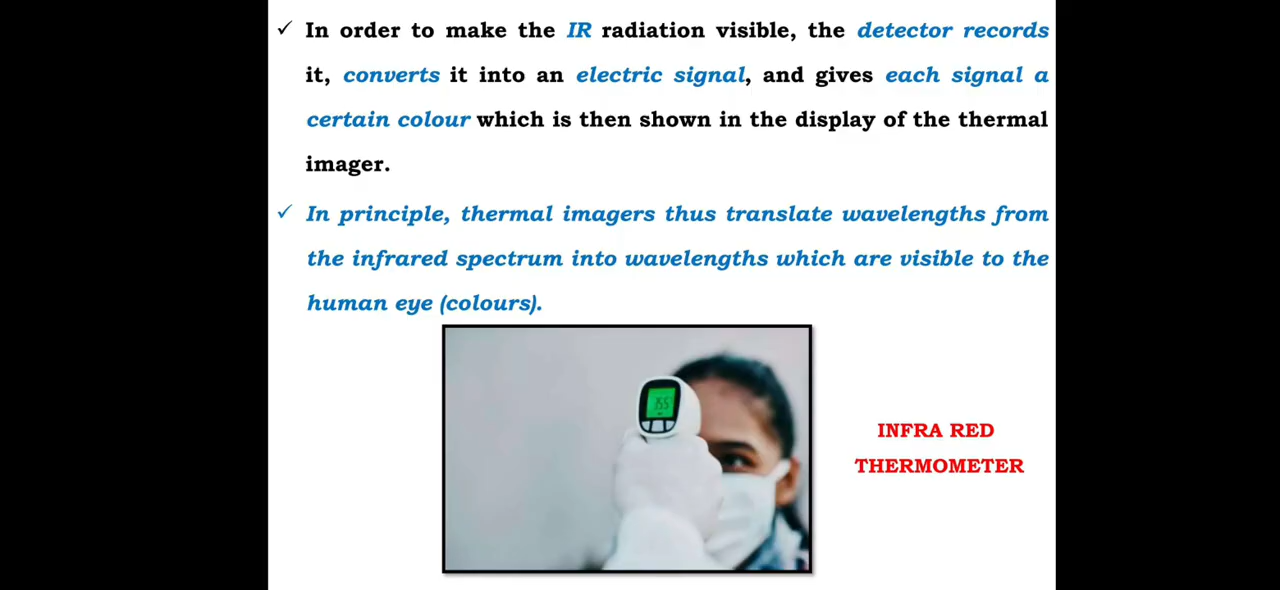 ✓ In order to make the IR radiation visible, the detector records
it, converts it into an electric signal, and gives each signal a
certain colour which is then shown in the display of the thermal
imager.
✓ In principle, thermal imagers thus translate wavelengths from
the infrared spectrum into wavelengths which are visible to the
human eye (colours).
INFRA RED
THERMOMETER